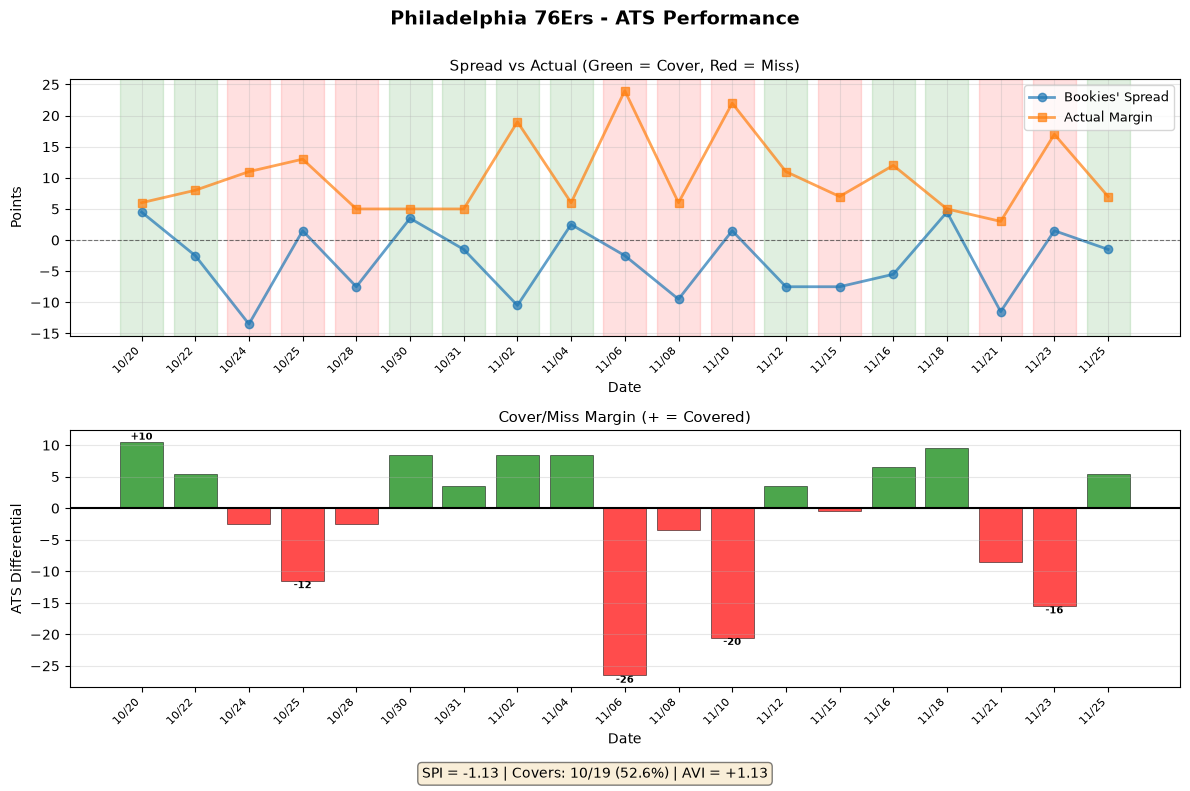 Philadelphia 76Ers - ATS Performance
Spread vs Actual (Green = Cover, Red = Miss)
Bookies' Spread
Actual Margin
Points
25
20
15
10
5
0
−5
−10
−15
10/20 10/22 10/24 10/25 10/28 10/30 10/31 11/02 11/04 11/06 11/08 11/10 11/12 11/15 11/16 11/18 11/21 11/23 11/25
Date
Cover/Miss Margin (+ = Covered)
ATS Differential
10
5
0
−5
−10
−15
−20
−25
+10
-12
-26
-20
-16
10/20 10/22 10/24 10/25 10/28 10/30 10/31 11/02 11/04 11/06 11/08 11/10 11/12 11/15 11/16 11/18 11/21 11/23 11/25
Date
SPI = -1.13 | Covers: 10/19 (52.6%) | AVI = +1.13